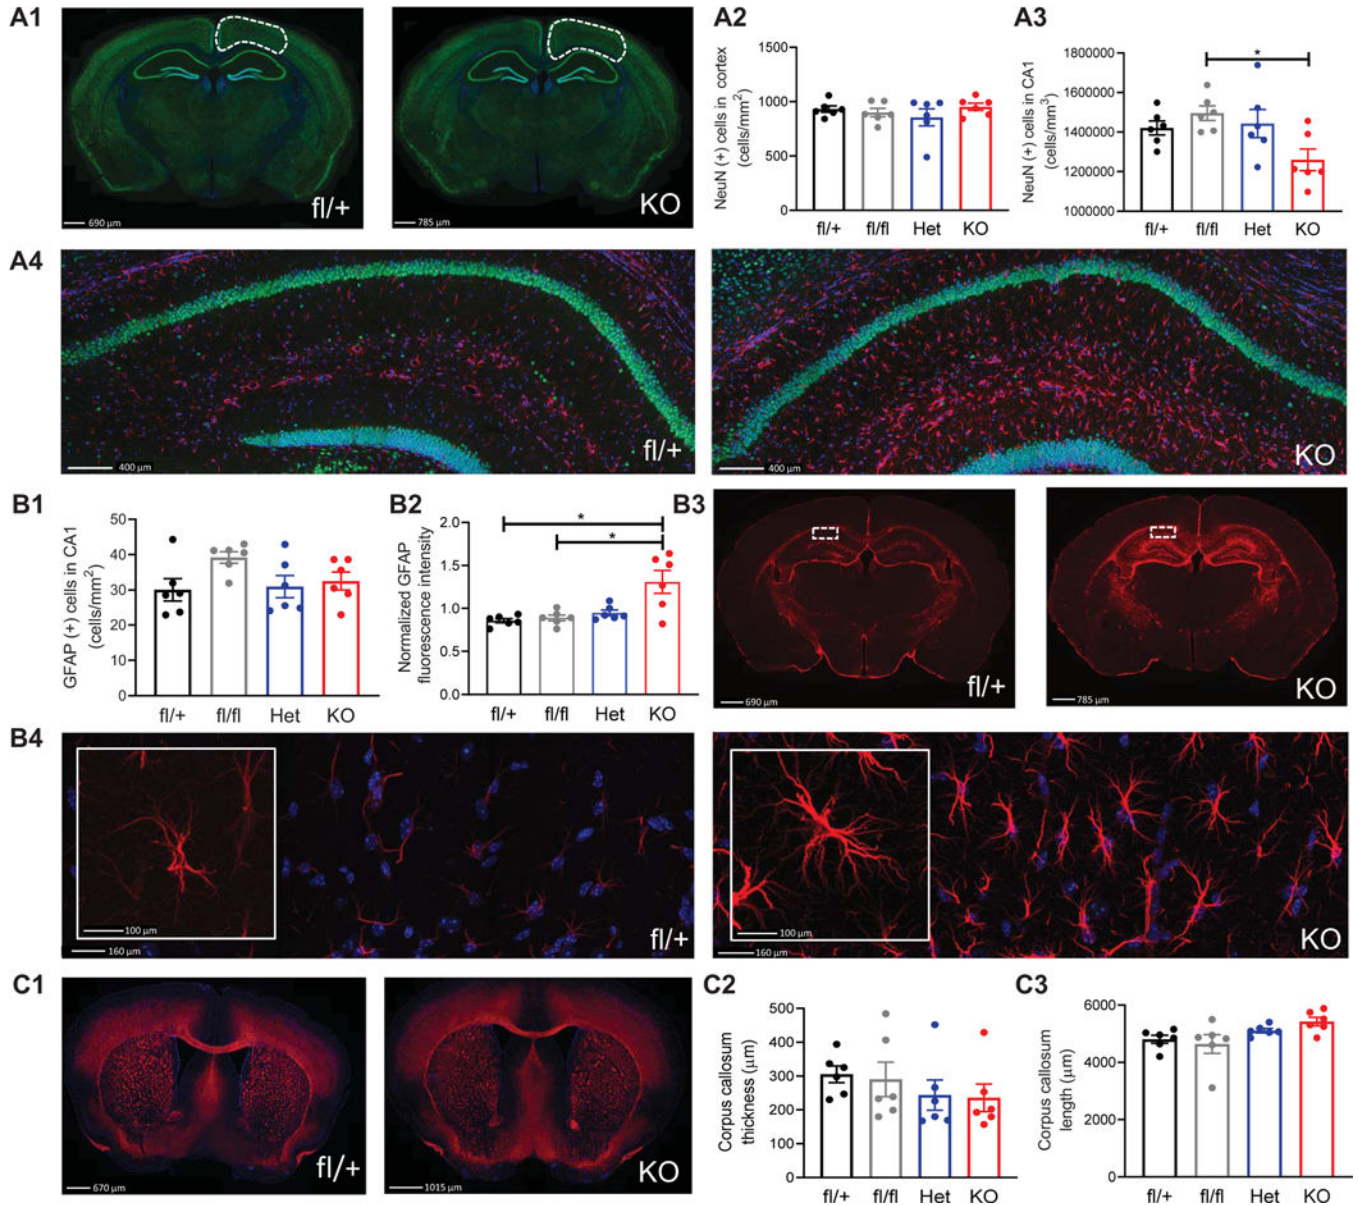 A1
fl/+
690 µm
KO
785 µm
A2
NeuN (+) cells in cortex
(cells/mm²)
1500
1000
500
0
fl/+ fl/fl Het KO
A3
NeuN (+) cells in CA1
(cells/mm³)
1800000
1600000
1400000
1200000
1000000
*
fl/+ fl/fl Het KO
A4
400 µm
fl/+
400 µm
KO
B1
GFAP (+) cells in CA1
(cells/mm²)
50
40
30
20
10
0
fl/+ fl/fl Het KO
B2
Normalized GFAP
fluorescence intensity
2.0
1.5
1.0
0.5
0.0
*
*
fl/+ fl/fl Het KO
B3
690 µm
fl/+
785 µm
KO
B4
100 µm
160 µm
fl/+
100 µm
160 µm
KO
C1
670 µm
fl/+
1015 µm
KO
C2
Corpus callosum
thickness (µm)
500
400
300
200
100
0
fl/+ fl/fl Het KO
C3
Corpus callosum
length (µm)
6000
4000
2000
0
fl/+ fl/fl Het KO